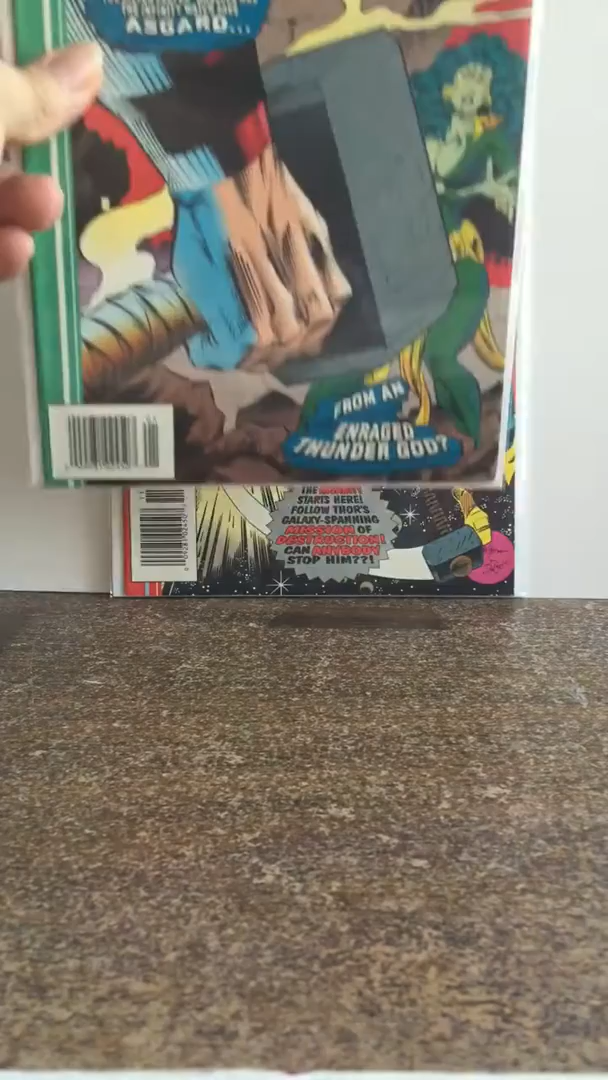 ASGARD...
FROM AN
ENRAGED
THUNDER GOD?
THE
STARTS HERE!
FOLLOW THOR'S
GALAXY-SPANNING
MISSION OF
DESTRUCTION!
CAN ANYBODY
STOP HIM??!